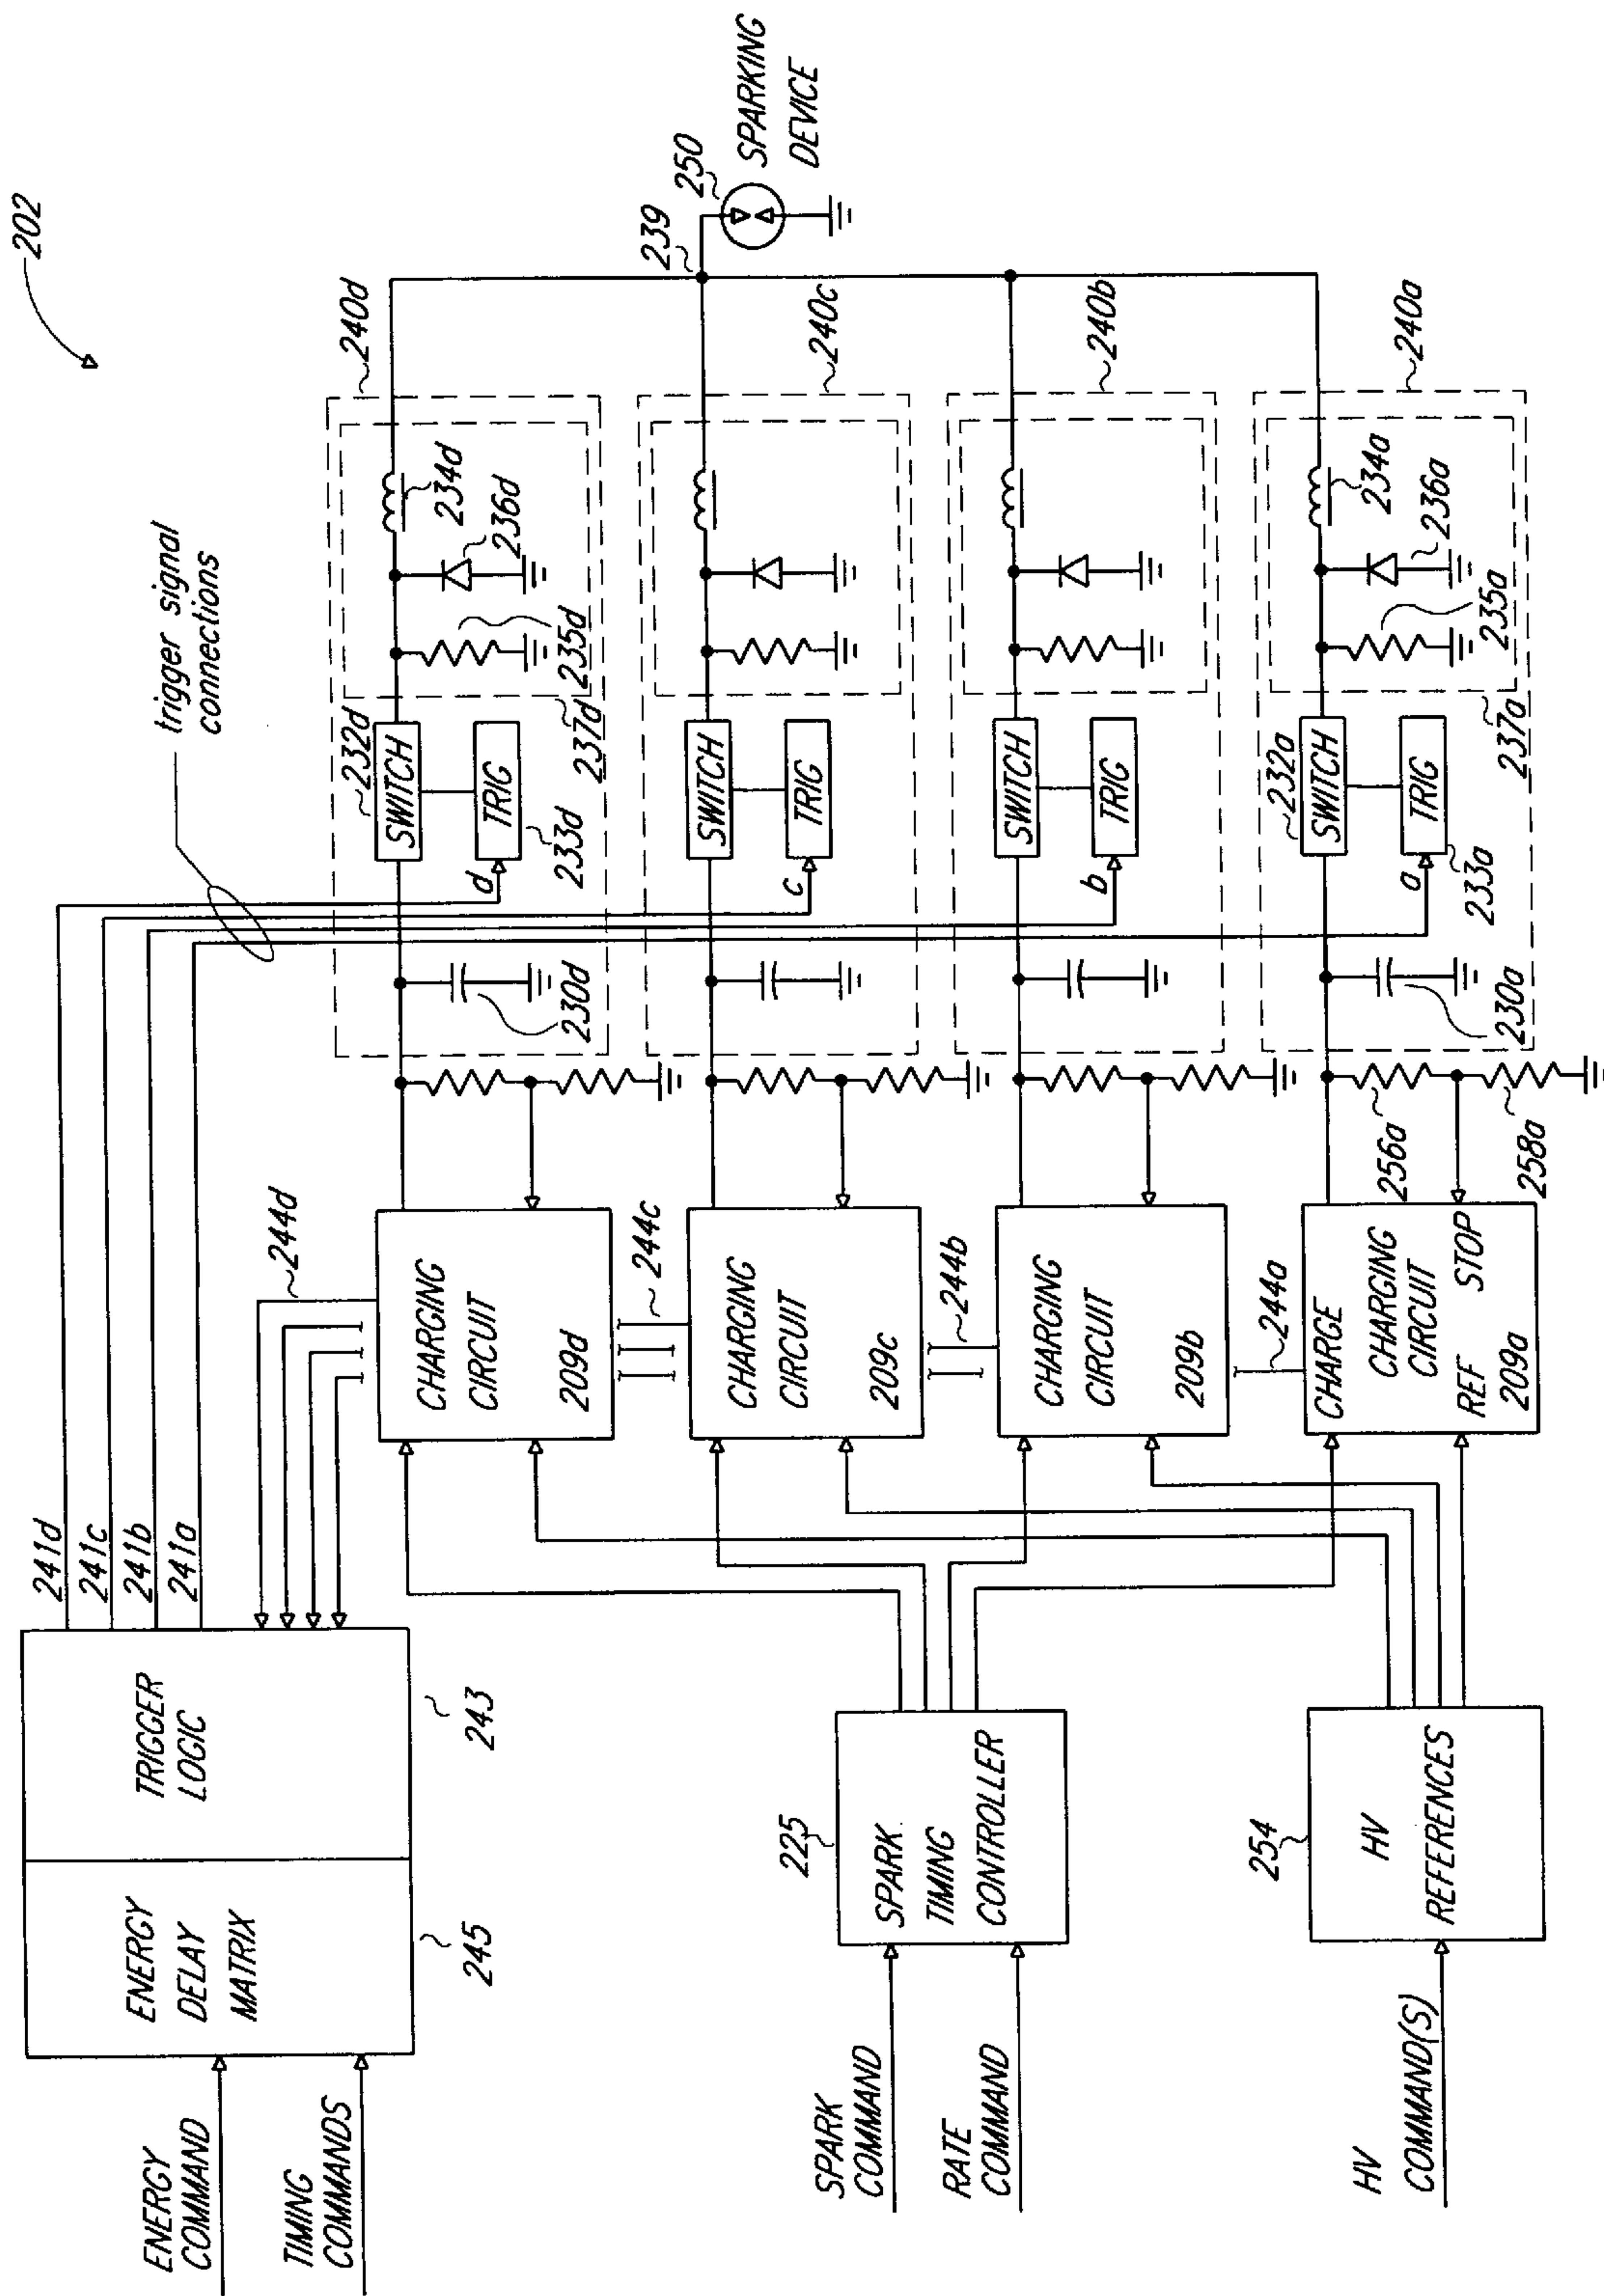 202
ENERGY
COMMAND
TIMING
COMMANDS
ENERGY
DELAY
MATRIX
245
TRIGGER
LOGIC
243
241d
241c
241b
241a
trigger signal
connections
244d
CHARGING
CIRCUIT
209d
230d
232d
SWITCH
TRIG
233d
d
237d
235d
236d
234d
240d
244c
CHARGING
CIRCUIT
209c
SWITCH
TRIG
c
240c
239
250
SPARKING
DEVICE
SPARK
COMMAND
RATE
COMMAND
225
SPARK
TIMING
CONTROLLER
244b
CHARGING
CIRCUIT
209b
SWITCH
TRIG
b
240b
HV
COMMAND(S)
254
HV
REFERENCES
244a
CHARGE
CHARGING
CIRCUIT
REF STOP
209a
256a
258a
230a
232a
SWITCH
TRIG
233a
a
237a
235a
236a
234a
240a